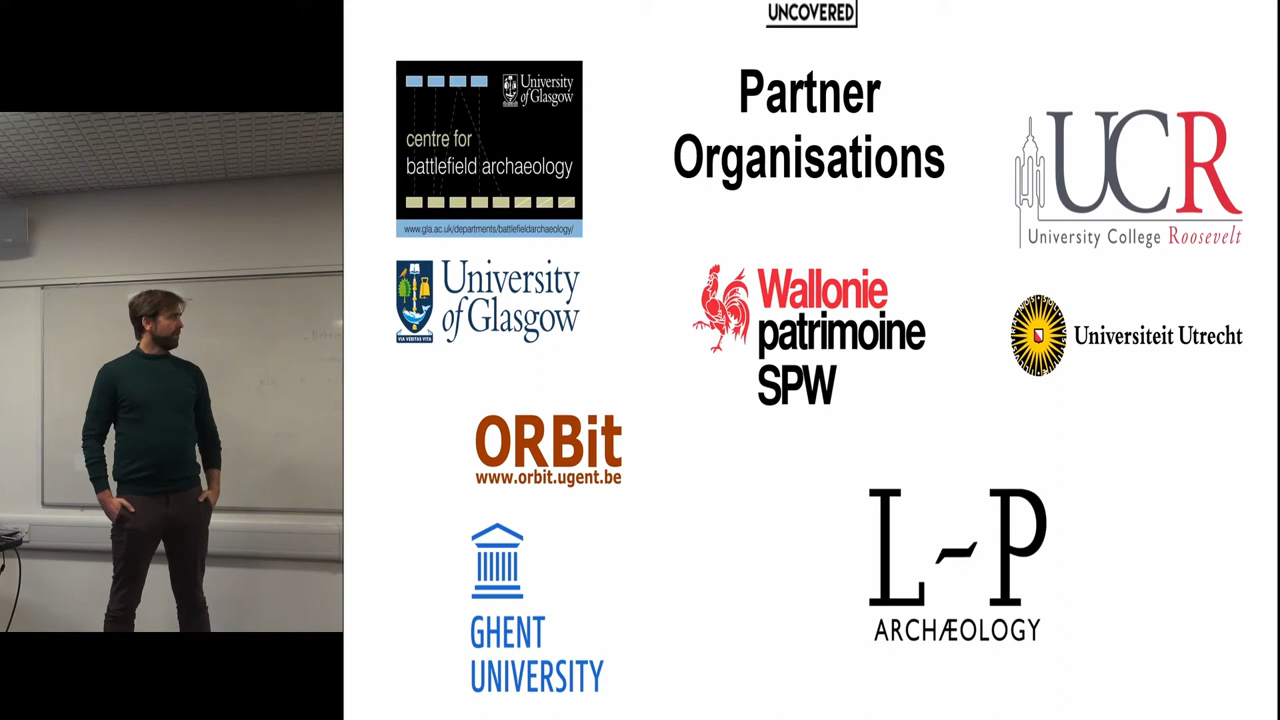 UNCOVERED
University
of Glasgow
centre for
battlefield archaeology
www.gla.ac.uk/departments/battlefieldarchaeology/
Partner
Organisations
UCR
University College Roosevelt
University
of Glasgow
VIA VERITAS VITA
Wallonie
patrimoine
SPW
Universiteit Utrecht
ORBit
www.orbit.ugent.be
GHENT
UNIVERSITY
L~P
ARCHÆOLOGY